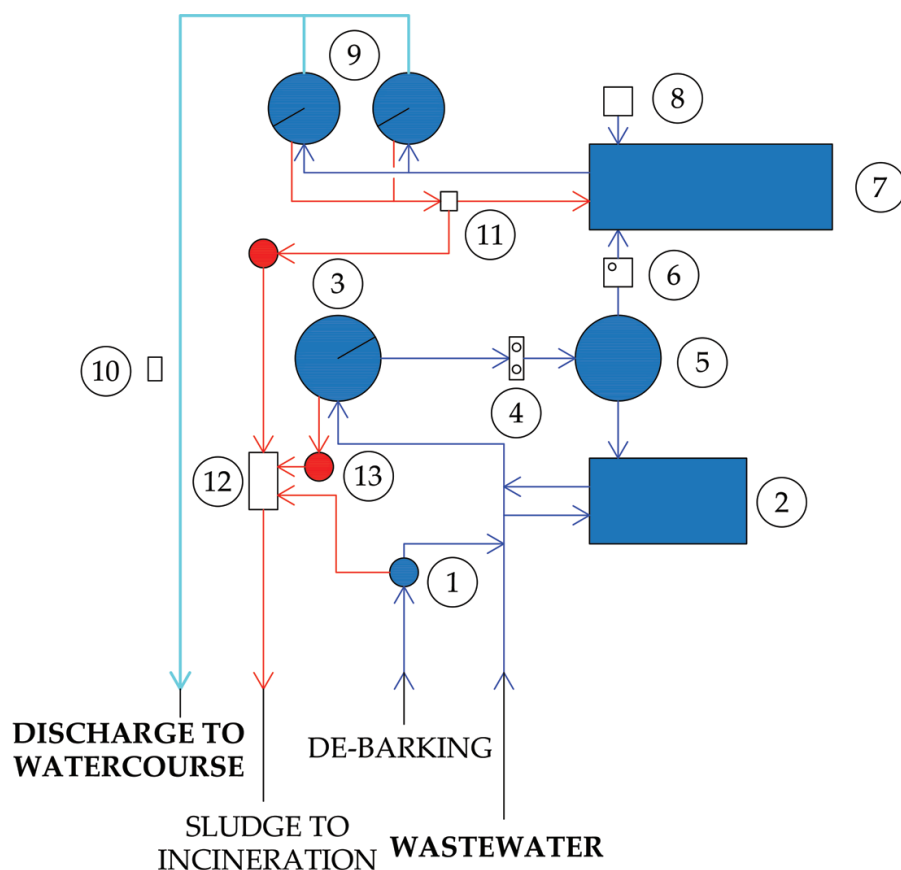 9
8
7
11
6
3
10
5
4
12
13
2
1
DISCHARGE TO
WATERCOURSE
DE-BARKING
SLUDGE TO
INCINERATION
WASTEWATER